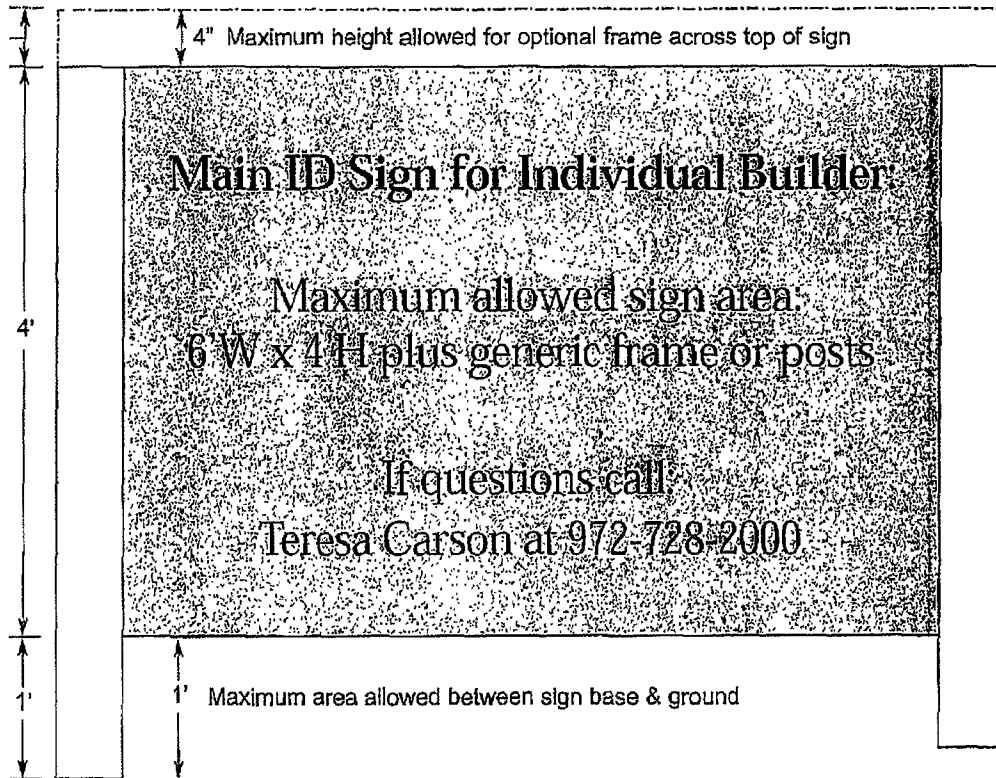 4" Maximum height allowed for optional frame across top of sign
Main ID Sign for Individual Builder:
Maximum allowed sign area:
6'W x 4'H plus generic frame or posts
4'
If questions call:
Teresa Carson at 972-728-2000
1'
1' Maximum area allowed between sign base & ground